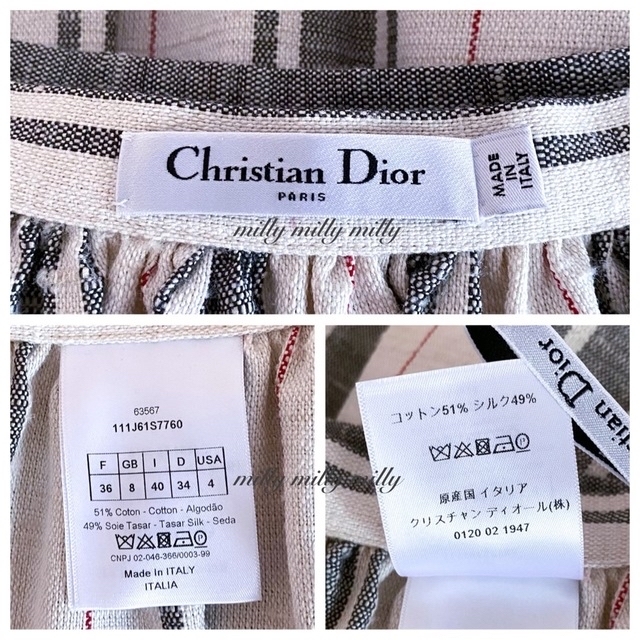 Christian Dior
PARIS
MADE
IN
ITALY
milly milly milly
63567
111J61S7760
F GB I D USA
36 8 40 34 4
51% Coton - Cotton - Algodão
49% Soie Tasar - Tasar Silk - Seda
CNPJ 02-046-366/0003-99
Made in ITALY
ITALIA
milly milly milly
コットン51% シルク49%
原産国 イタリア
クリスチャン ディオール(株)
0120 02 1947
stian Dior